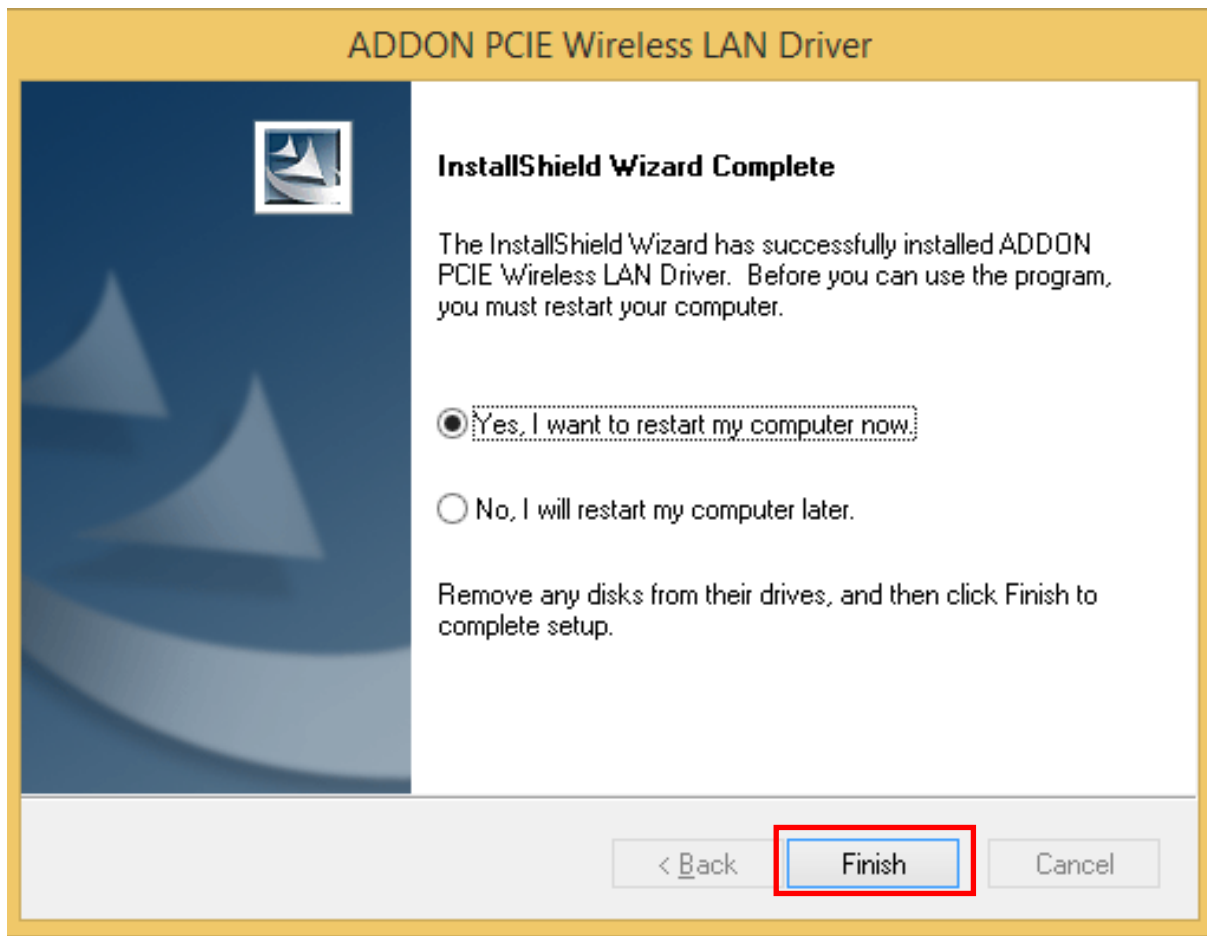 ADDON PCIE Wireless LAN Driver
InstallShield Wizard Complete
The InstallShield Wizard has successfully installed ADDON
PCIE Wireless LAN Driver.  Before you can use the program,
you must restart your computer.
Yes, I want to restart my computer now.
No, I will restart my computer later.
Remove any disks from their drives, and then click Finish to
complete setup.
< Back Finish Cancel